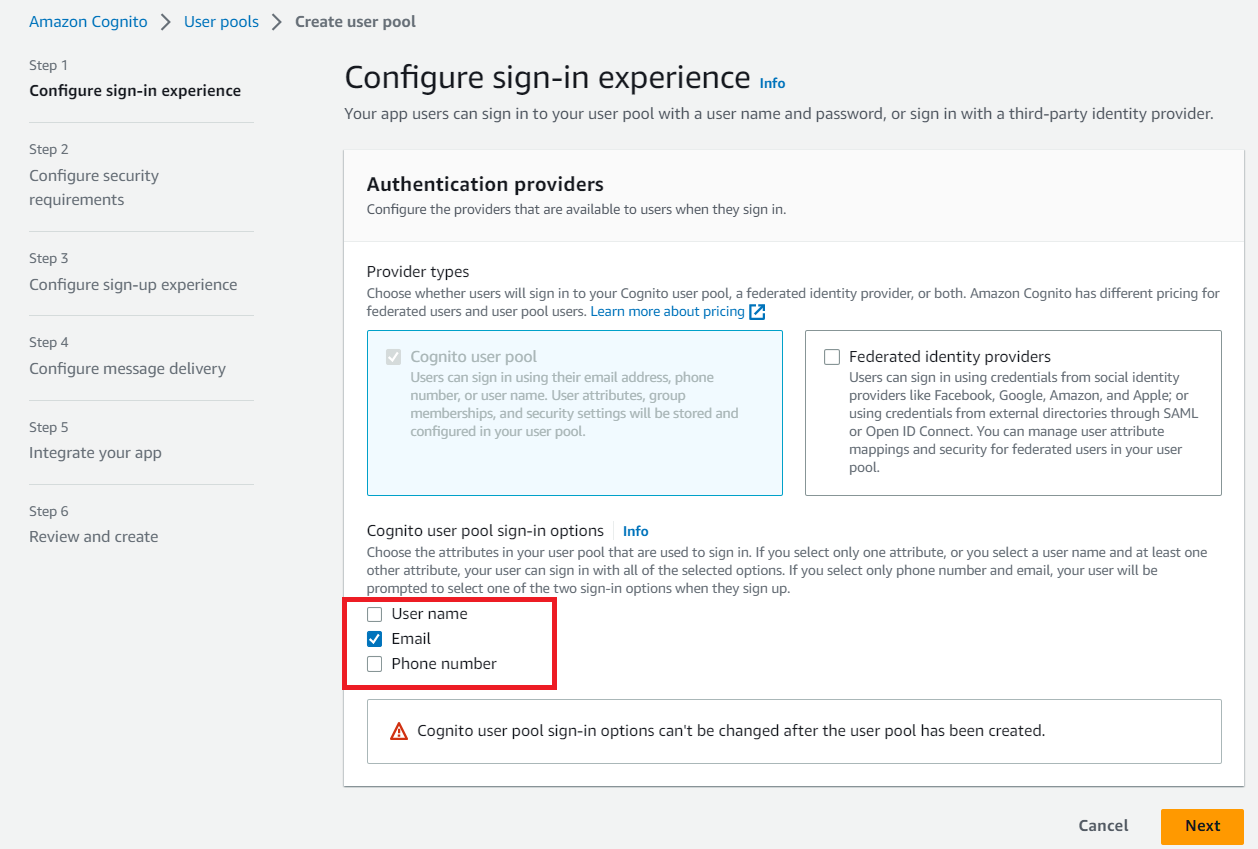 Amazon Cognito > User pools > Create user pool
Step 1
Configure sign-in experience
Step 2
Configure security
requirements
Step 3
Configure sign-up experience
Step 4
Configure message delivery
Step 5
Integrate your app
Step 6
Review and create
Configure sign-in experience Info
Your app users can sign in to your user pool with a user name and password, or sign in with a third-party identity provider.
Authentication providers
Configure the providers that are available to users when they sign in.
Provider types
Choose whether users will sign in to your Cognito user pool, a federated identity provider, or both. Amazon Cognito has different pricing for
federated users and user pool users. Learn more about pricing
Cognito user pool
Users can sign in using their email address, phone
number, or user name. User attributes, group
memberships, and security settings will be stored and
configured in your user pool.
Federated identity providers
Users can sign in using credentials from social identity
providers like Facebook, Google, Amazon, and Apple; or
using credentials from external directories through SAML
or Open ID Connect. You can manage user attribute
mappings and security for federated users in your user
pool.
Cognito user pool sign-in options Info
Choose the attributes in your user pool that are used to sign in. If you select only one attribute, or you select a user name and at least one
other attribute, your user can sign in with all of the selected options. If you select only phone number and email, your user will be
prompted to select one of the two sign-in options when they sign up.
User name
Email
Phone number
Cognito user pool sign-in options can't be changed after the user pool has been created.
Cancel Next